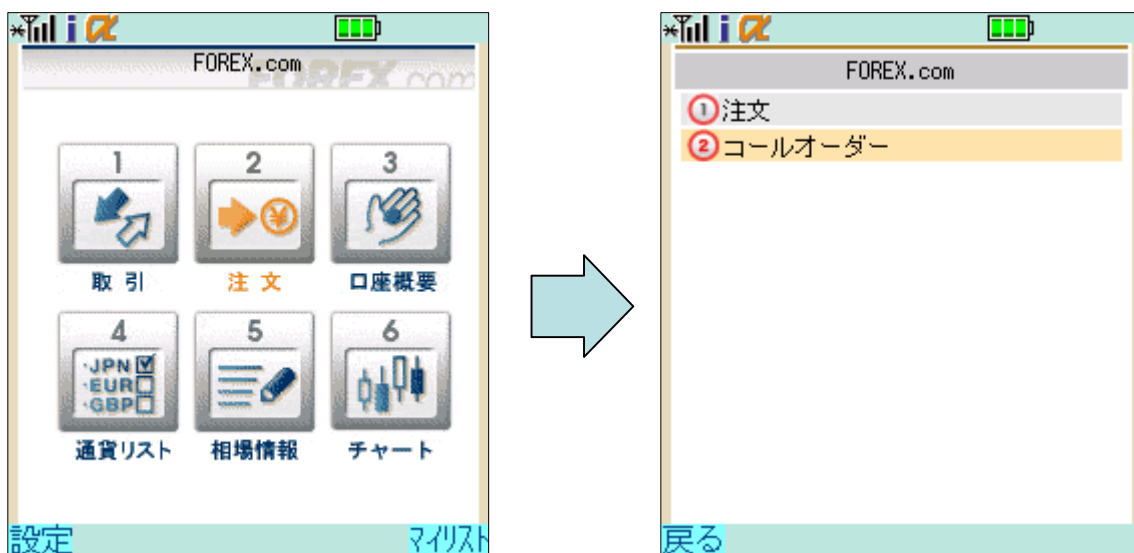 i α
FOREX.com
FOREX.com
1
2
3
取引
注文
口座概要
4
5
6
・JPN
・EUR
・GBP
通貨リスト
相場情報
チャート
設定
マイリスト
i α
FOREX.com
1注文
2コールオーダー
戻る